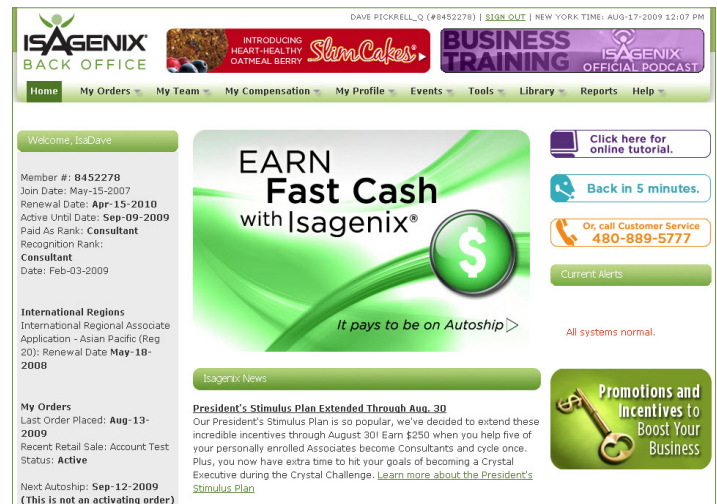 DAVE PICKRELL_Q (#8452278) | SIGN OUT | NEW YORK TIME: AUG-17-2009 12:07 PM
ISAGENIX®
BACK OFFICE
INTRODUCING
HEART-HEALTHY
OATMEAL BERRY
SlimCakes®
BUSINESS
TRAINING
ISAGENIX
OFFICIAL PODCAST
Home My Orders My Team My Compensation My Profile Events Tools Library Reports Help
Welcome, IsaDave
Member #: 8452278
Join Date: May-15-2007
Renewal Date: Apr-15-2010
Active Until Date: Sep-09-2009
Paid As Rank: Consultant
Recognition Rank:
Consultant
Date: Feb-03-2009
International Regions
International Regional Associate
Application - Asian Pacific (Reg
20): Renewal Date May-18-
2008
My Orders
Last Order Placed: Aug-13-
2009
Recent Retail Sale: Account Test
Status: Active
Next Autoship: Sep-12-2009
(This is not an activating order)
EARN
Fast Cash
with Isagenix®
$
It pays to be on Autoship
Isagenix News
President's Stimulus Plan Extended Through Aug. 30
Our President's Stimulus Plan is so popular, we've decided to extend these
incredible incentives through August 30! Earn $250 when you help five of
your personally enrolled Associates become Consultants and cycle once.
Plus, you now have extra time to hit your goals of becoming a Crystal
Executive during the Crystal Challenge. Learn more about the President's
Stimulus Plan
Click here for
online tutorial.
Back in 5 minutes.
Or, call Customer Service
480-889-5777
Current Alerts
All systems normal.
Promotions and
Incentives to
Boost Your
Business